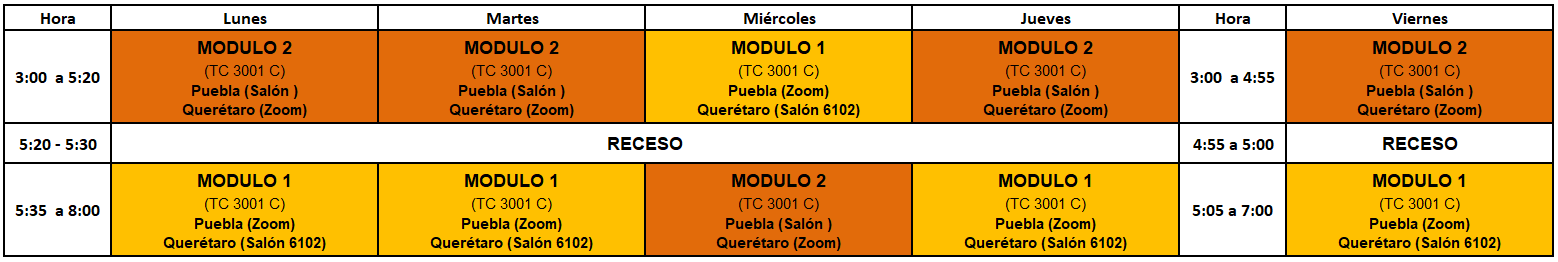 Hora Lunes Martes Miércoles Jueves Hora Viernes
MODULO 2 MODULO 2 MODULO 1 MODULO 2 MODULO 2
3:00 a 5:20 (TC 3001 C) (TC 3001 C) (TC 3001 C) (TC 3001 C) 3:00 a 4:55 (TC 3001 C)
Puebla (Salón ) Puebla (Salón ) Puebla (Zoom) Puebla (Salón ) Puebla (Salón )
Querétaro (Zoom) Querétaro (Zoom) Querétaro (Salón 6102) Querétaro (Zoom) Querétaro (Zoom)
5:20 - 5:30 RECESO 4:55 a 5:00 RECESO
MODULO 1 MODULO 1 MODULO 2 MODULO 1 MODULO 1
5:35 a 8:00 (TC 3001 C) (TC 3001 C) (TC 3001 C) (TC 3001 C) 5:05 a 7:00 (TC 3001 C)
Puebla (Zoom) Puebla (Zoom) Puebla (Salón ) Puebla (Zoom) Puebla (Zoom)
Querétaro (Salón 6102) Querétaro (Salón 6102) Querétaro (Zoom) Querétaro (Salón 6102) Querétaro (Salón 6102)